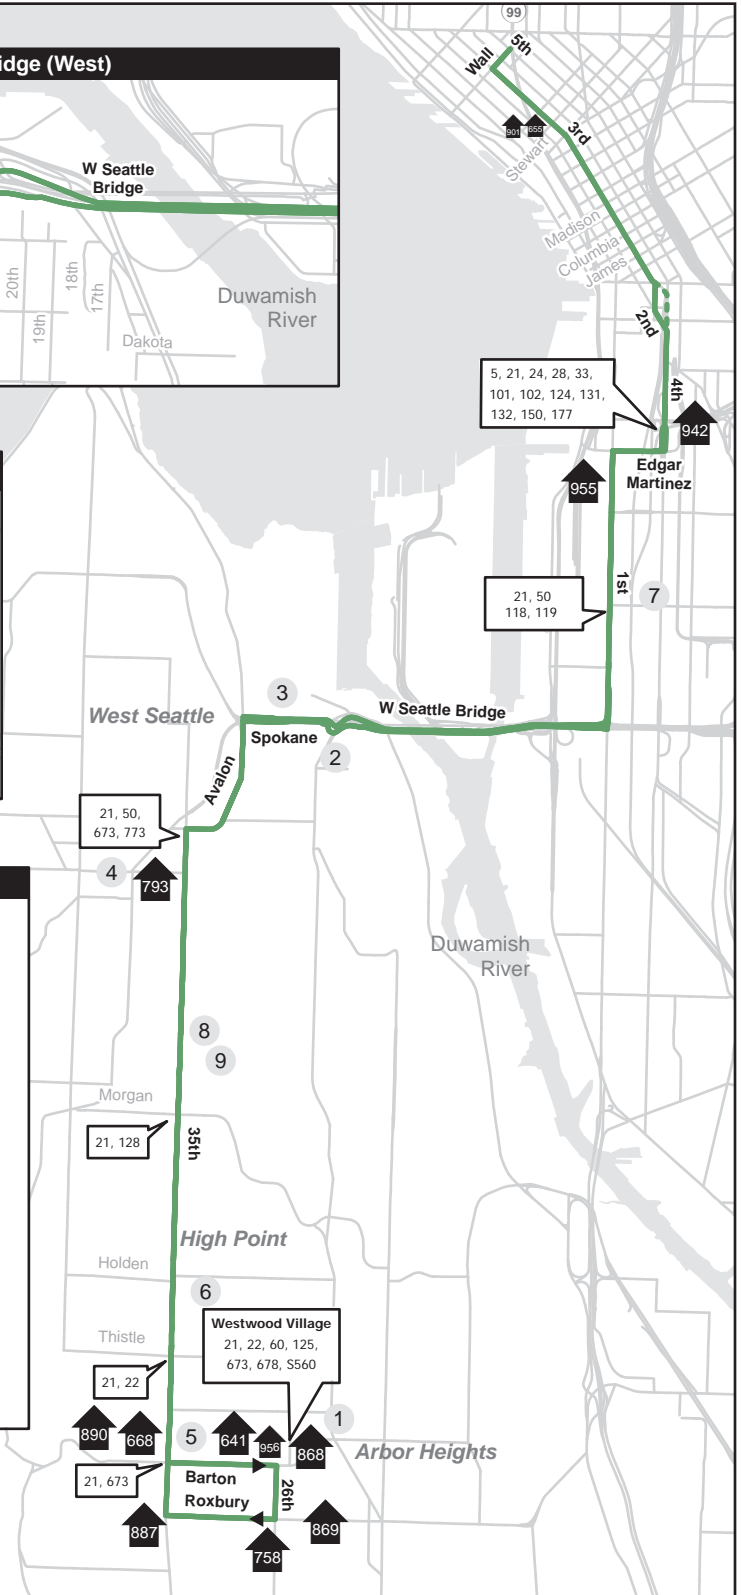 99
idge (West)
5th
Wall
3rd
901
655
Stewart
W Seattle
Bridge
Madison
Columbia
James
20th
19th
18th
17th
Dakota
Duwamish
River
2nd
5, 21, 24, 28, 33,
101, 102, 124, 131,
132, 150, 177
4th
942
Edgar
Martinez
955
1st
21, 50
118, 119
7
3
West Seattle
W Seattle Bridge
Spokane
2
Avalon
21, 50,
673, 773
4
793
Duwamish
River
8
9
Morgan
21, 128
35th
High Point
Holden
6
Thistle
Westwood Village
21, 22, 60, 125,
673, 678, S560
21, 22
890
668
5
641
956
868
1
Arbor Heights
21, 673
Barton
Roxbury
26th
887
758
869